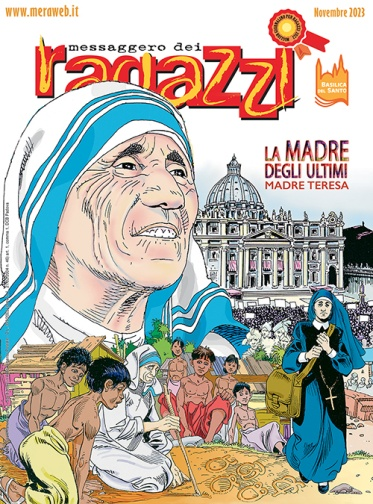 www.meraweb.it
Novembre 2023
messaggero dei
ragazzi
BASILICA
DEL SANTO
LA MADRE
DEGLI ULTIMI
MADRE TERESA